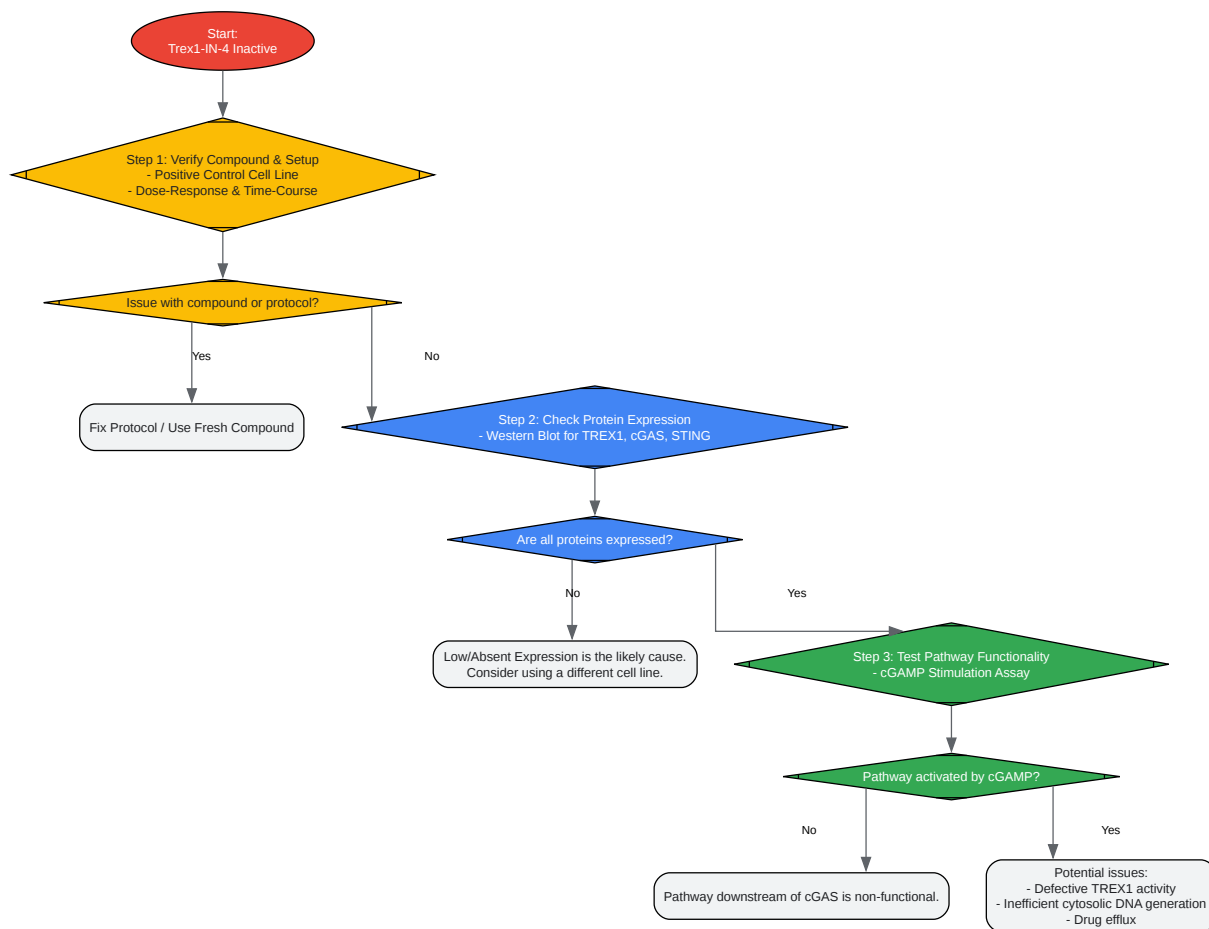 Start:
Trex1-IN-4 Inactive
Step 1: Verify Compound & Setup
- Positive Control Cell Line
- Dose-Response & Time-Course
Issue with compound or protocol?
Yes
No
Fix Protocol / Use Fresh Compound
Step 2: Check Protein Expression
- Western Blot for TREX1, cGAS, STING
Are all proteins expressed?
No
Yes
Low/Absent Expression is the likely cause.
Consider using a different cell line.
Step 3: Test Pathway Functionality
- cGAMP Stimulation Assay
Pathway activated by cGAMP?
No
Yes
Pathway downstream of cGAS is non-functional.
Potential issues:
- Defective TREX1 activity
- Inefficient cytosolic DNA generation
- Drug efflux